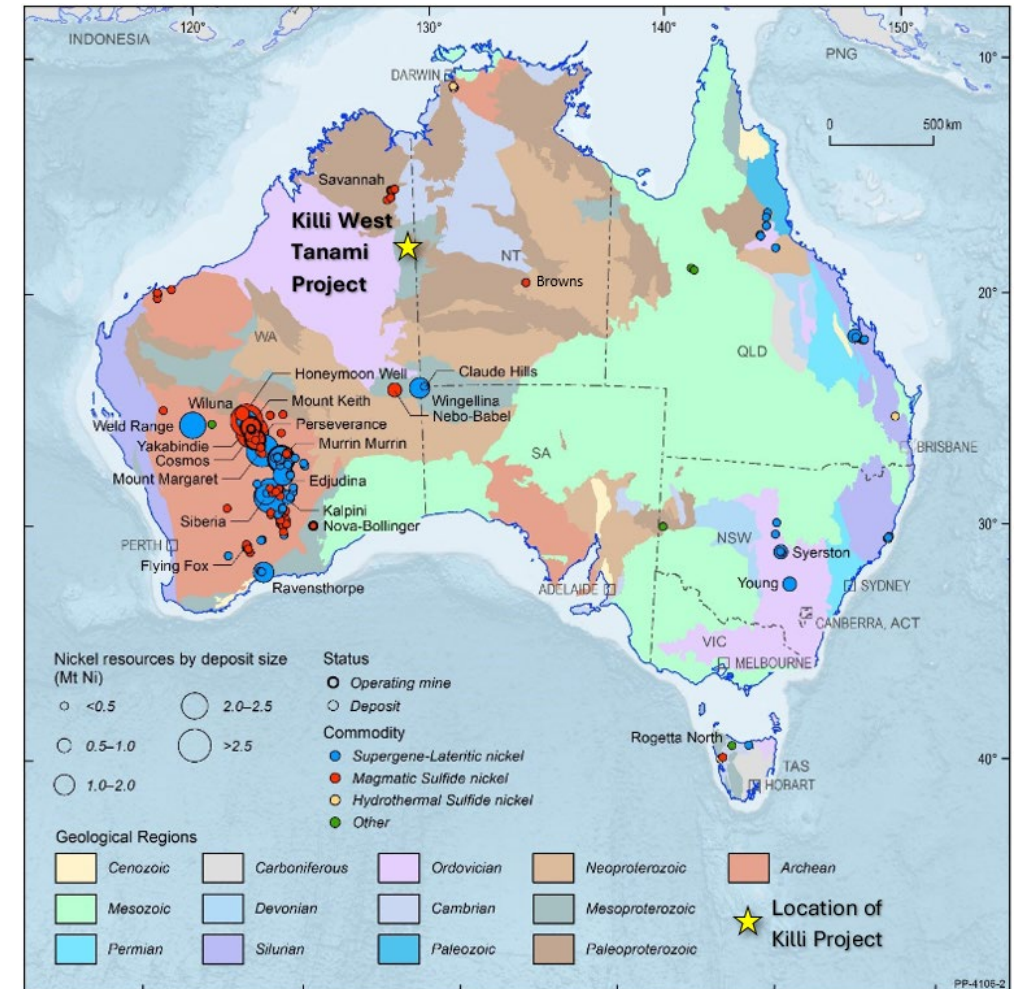 120°
130°
140°
150°
INDONESIA
PNG
10°
DARWIN
0
500 km
Savannah
Killi West
Tanami
Project
NT
Browns
20°
WA
QLD
Honeymoon Well
Claude Hills
Wiluna
Mount Keith
Wingellina
Nebo-Babel
Weld Range
Perseverance
Yakabindie
Murrin Murrin
Cosmos
SA
BRISBANE
Mount Margaret
Edjudina
Kalpini
Siberia
Nova-Bollinger
30°
PERTH
NSW
Syerston
Flying Fox
Young
SYDNEY
Ravensthorpe
ADELAIDE
CANBERRA, ACT
VIC
MELBOURNE
Nickel resources by deposit size
(Mt Ni)
<0.5
2.0–2.5
0.5–1.0
>2.5
1.0–2.0
Status
Operating mine
Deposit
Commodity
Supergene-Lateritic nickel
Magmatic Sulfide nickel
Hydrothermal Sulfide nickel
Other
Rogetta North
40°
TAS
HOBART
Geological Regions
Cenozoic
Carboniferous
Ordovician
Neoproterozoic
Archean
Mesozoic
Devonian
Cambrian
Mesoproterozoic
Permian
Silurian
Paleozoic
Paleoproterozoic
Location of
Killi Project
PP-4106-2